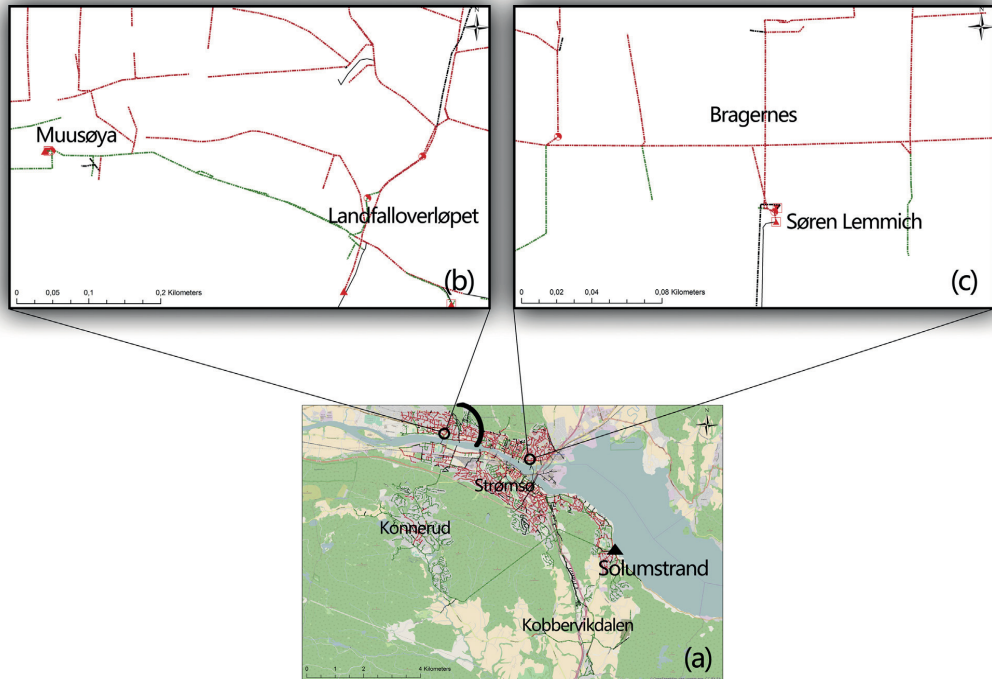 N
Muusøya
Landfalloverløpet
0 0,05 0,1 0,2 Kilometers
(b)
N
Bragernes
Søren Lemmich
0 0,02 0,04 0,08 Kilometers
(c)
N
Strømsø
Konnerud
Solumstrand
Kobbervikdalen
0 2 4 Kilometers
(a)